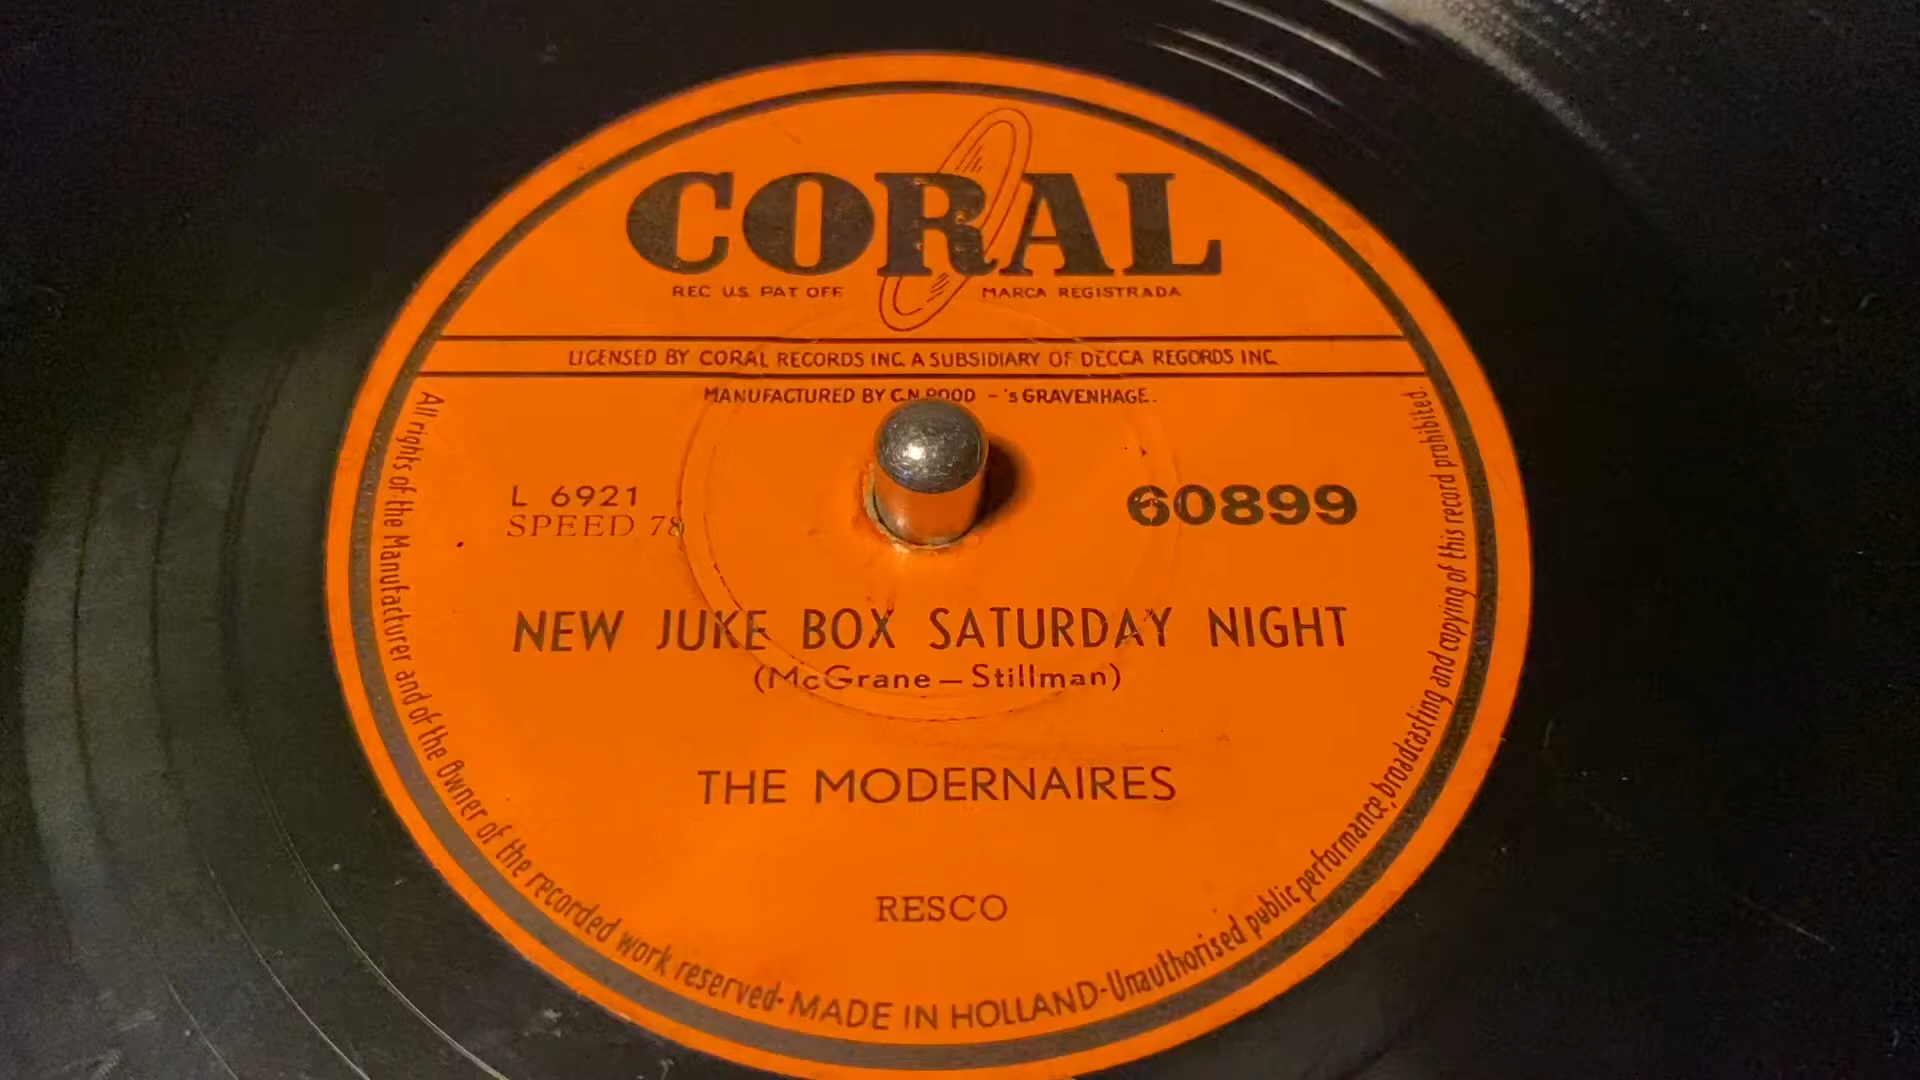 CORAL
REC U.S. PAT OFF MARCA REGISTRADA
LICENSED BY CORAL RECORDS INC. A SUBSIDIARY OF DECCA RECORDS INC.
MANUFACTURED BY C.N. ROOD - 's GRAVENHAGE.
L 6921
SPEED 78
60899
NEW JUKE BOX SATURDAY NIGHT
(McGrane - Stillman)
THE MODERNAIRES
RESCO
All rights of the Manufacturer and of the Owner of the recorded work reserved - MADE IN HOLLAND - Unauthorised public performance, broadcasting and copying of this record prohibited.